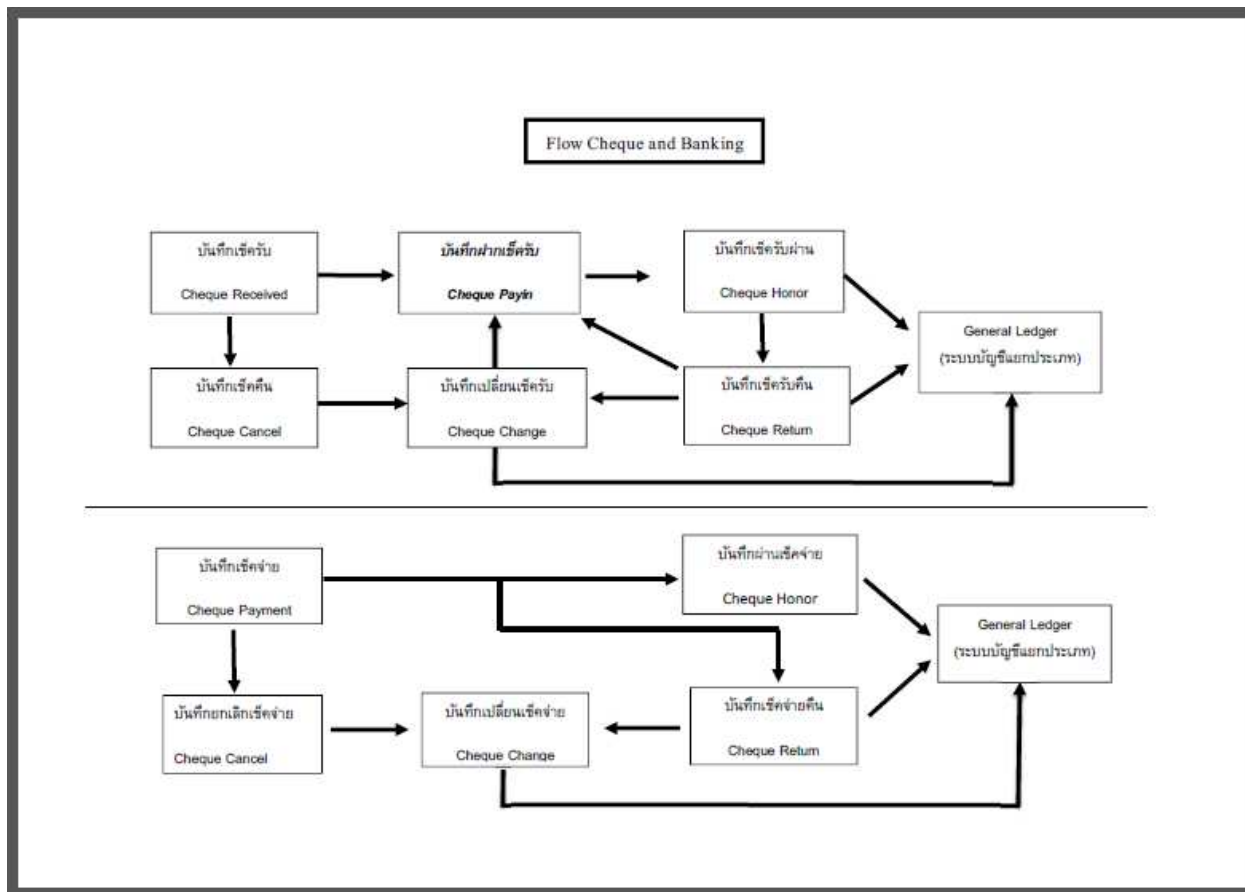 Flow Cheque and Banking
บันทึกเช็ครับ
Cheque Received
บันทึกฝากเช็ครับ
Cheque Payin
บันทึกเช็ครับผ่าน
Cheque Honor
General Ledger
(ระบบบัญชีแยกประเภท)
บันทึกเช็คคืน
Cheque Cancel
บันทึกเปลี่ยนเช็ครับ
Cheque Change
บันทึกเช็ครับคืน
Cheque Return
บันทึกเช็คจ่าย
Cheque Payment
บันทึกผ่านเช็คจ่าย
Cheque Honor
General Ledger
(ระบบบัญชีแยกประเภท)
บันทึกยกเลิกเช็คจ่าย
Cheque Cancel
บันทึกเปลี่ยนเช็คจ่าย
Cheque Change
บันทึกเช็คจ่ายคืน
Cheque Return